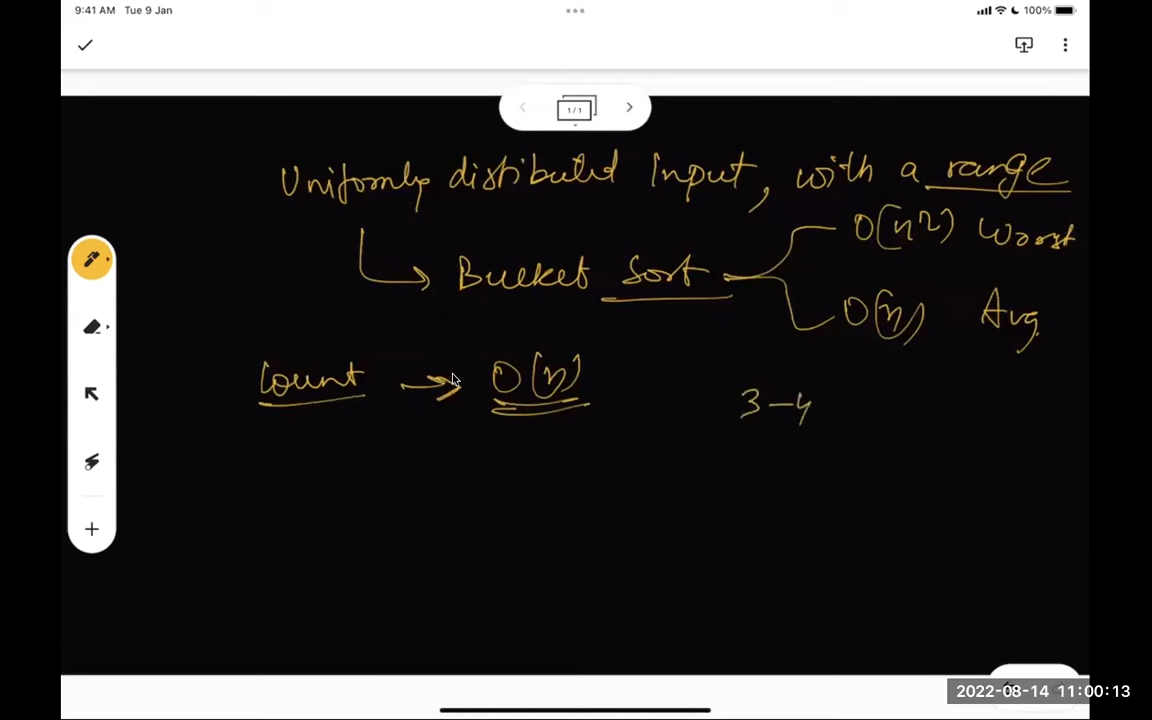 9:41 AM Tue 9 Jan
100%
1/1
Uniformly distibuted Input, with a range
O(n2) Worst
Bucket Sort
O(n) Avg.
Count → O(n)
3-4
2022-08-14 11:00:13